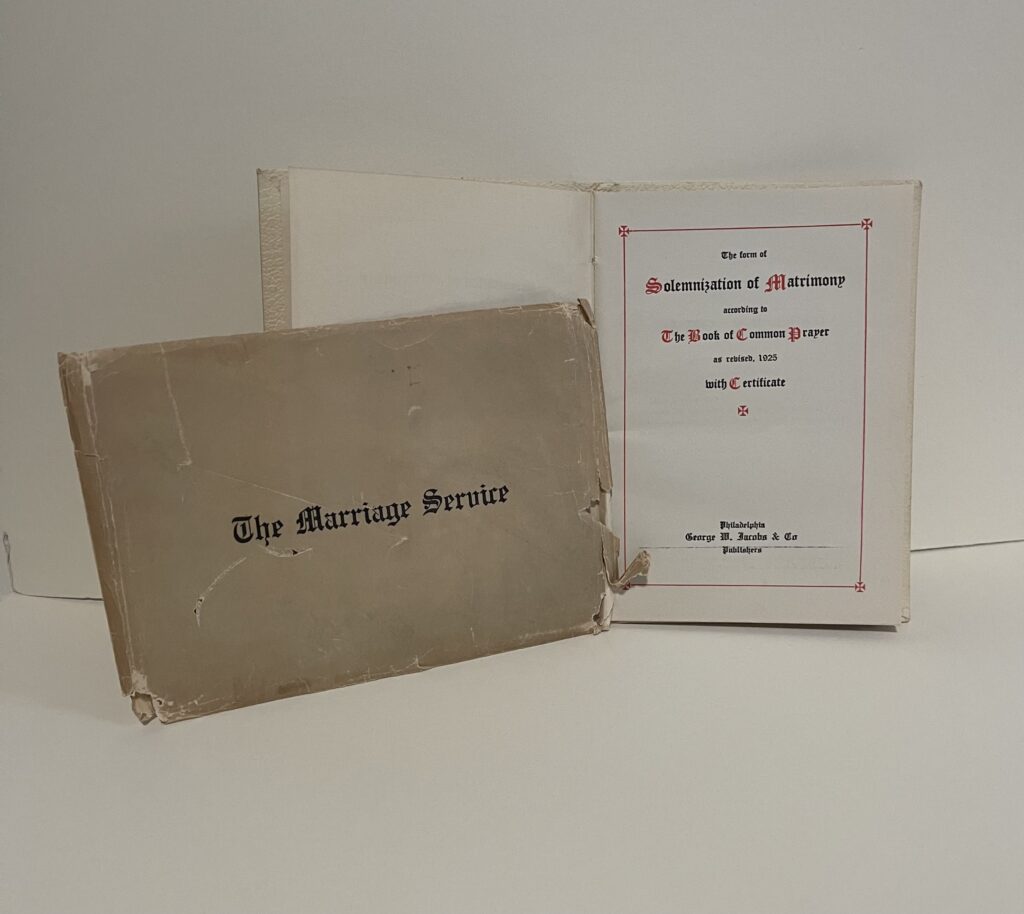 The Marriage Service
The form of
Solemnization of Matrimony
according to
The Book of Common Prayer
as revised, 1925
with Certificate
Philadelphia
George W. Jacobs & Co
Publishers